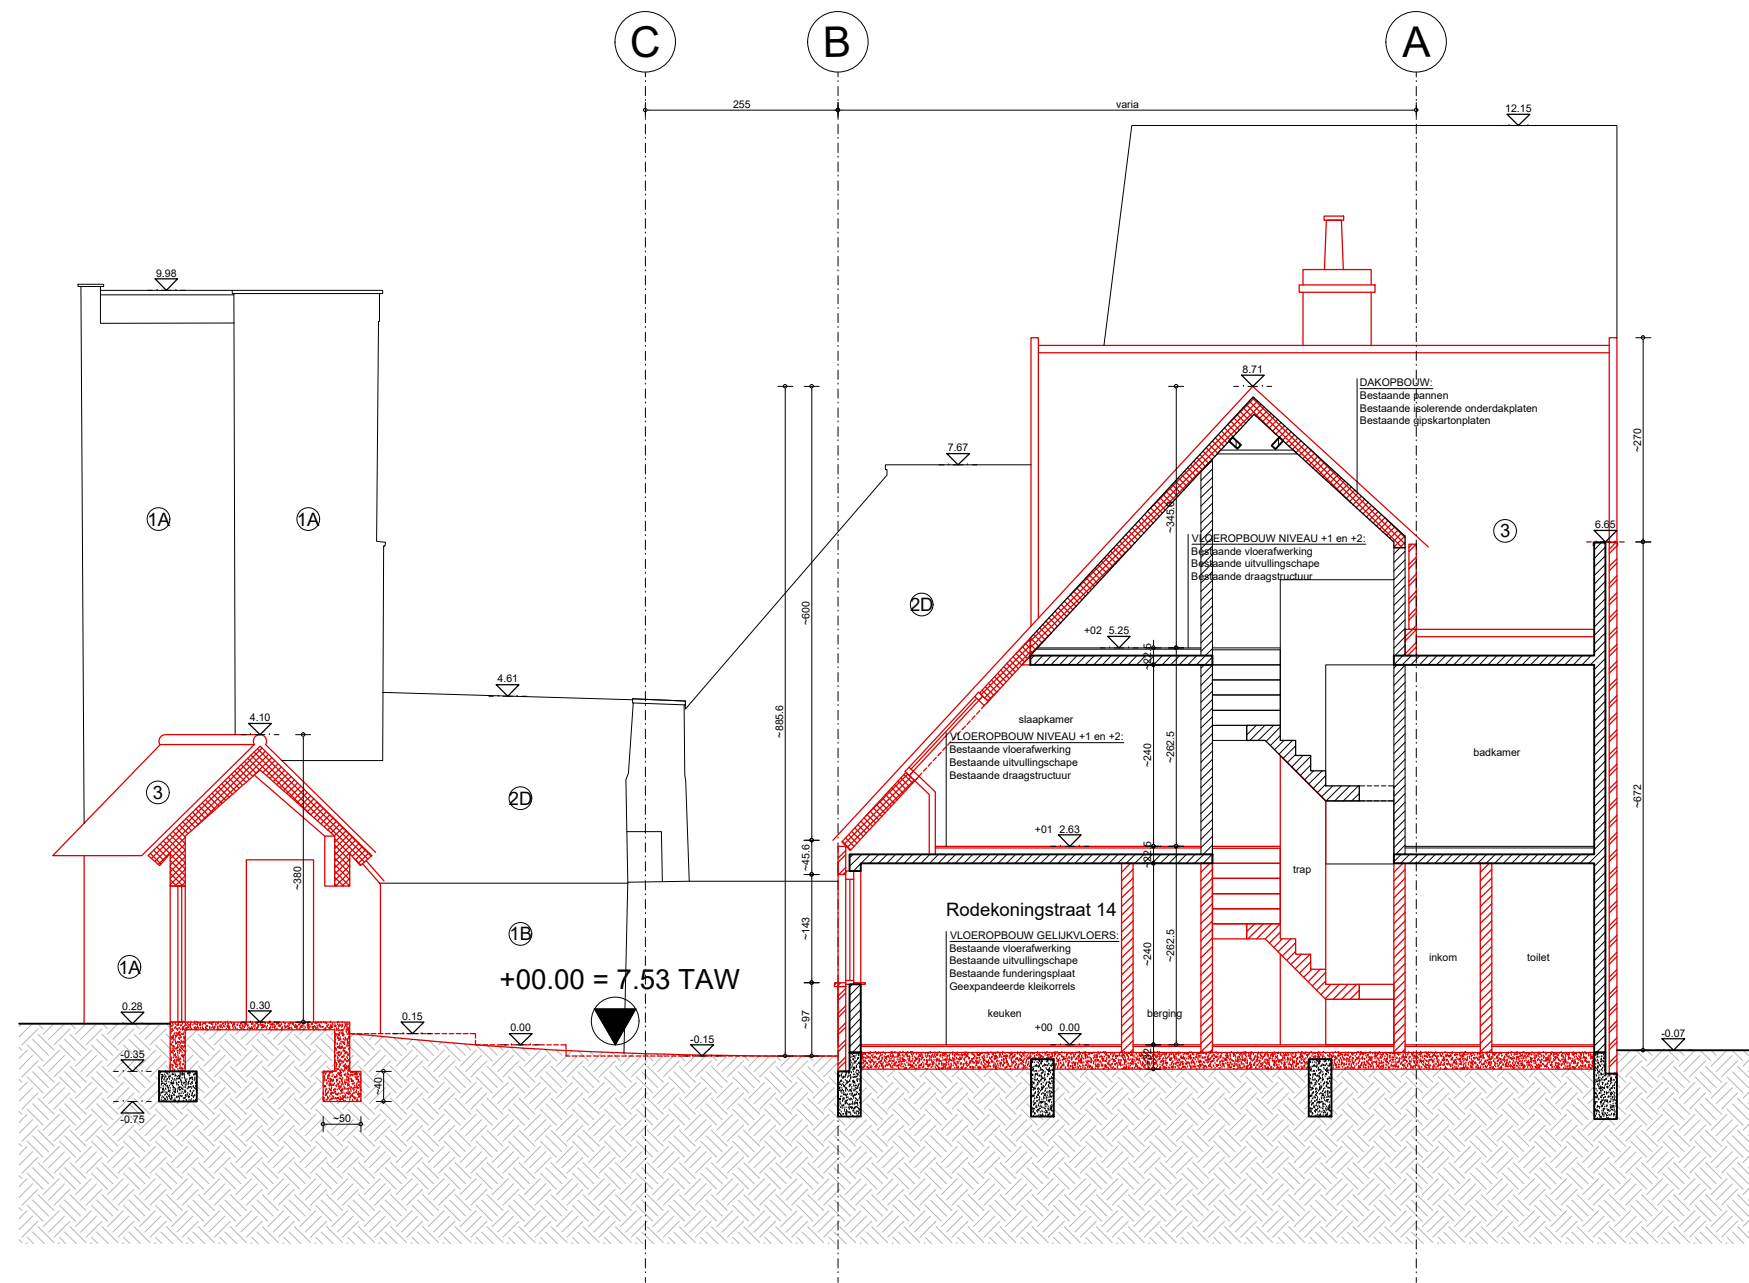 C
B
A
255
varia
12.15
9.98
8.71
DAKOPBOUW:
Bestaande pannen
Bestaande isolerende onderdakplaten
Bestaande gipskartonplaten
~270
7.67
1A
1A
~345.6
3
6.65
VLOEROPBOUW NIVEAU +1 en +2:
Bestaande vloerafwerking
Bestaande uitvullingschape
Bestaande draagstructuur
2D
~600
+02 5.25
~22.5
4.61
~885.6
4.10
slaapkamer
VLOEROPBOUW NIVEAU +1 en +2:
Bestaande vloerafwerking
Bestaande uitvullingschape
Bestaande draagstructuur
~240
~262.5
badkamer
3
2D
~672
+01 2.63
~45.6
~22.5
~380
trap
Rodekoningstraat 14
1B
~143
VLOEROPBOUW GELIJKVLOERS:
Bestaande vloerafwerking
Bestaande uitvullingschape
Bestaande funderingsplaat
Geexpandeerde kleikorrels
~240
~262.5
inkom
toilet
1A
+00.00 = 7.53 TAW
0.28
0.30
0.15
0.00
-0.15
~97
keuken
berging
+00 0.00
-0.07
-0.35
~40
-0.75
~50